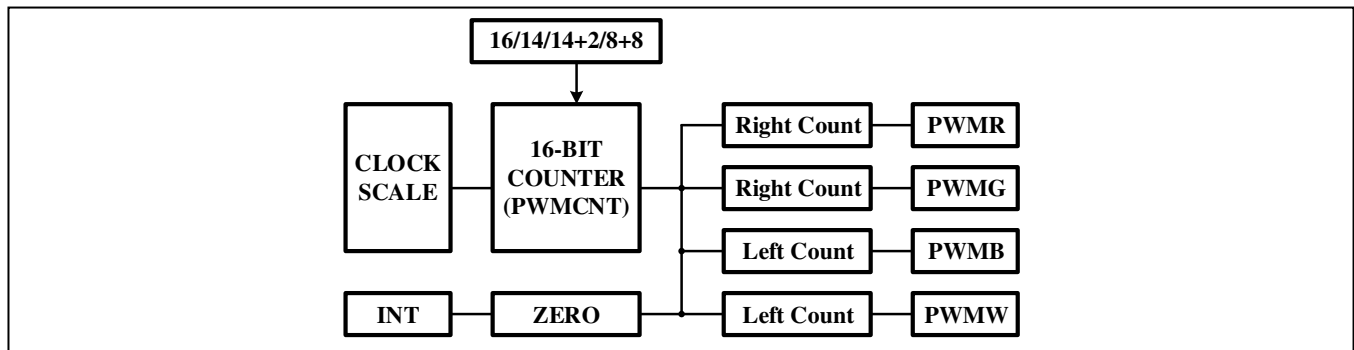 16/14/14+2/8+8
CLOCK
SCALE
16-BIT
COUNTER
(PWMCNT)
Right Count
PWMR
Right Count
PWMG
Left Count
PWMB
INT
ZERO
Left Count
PWMW